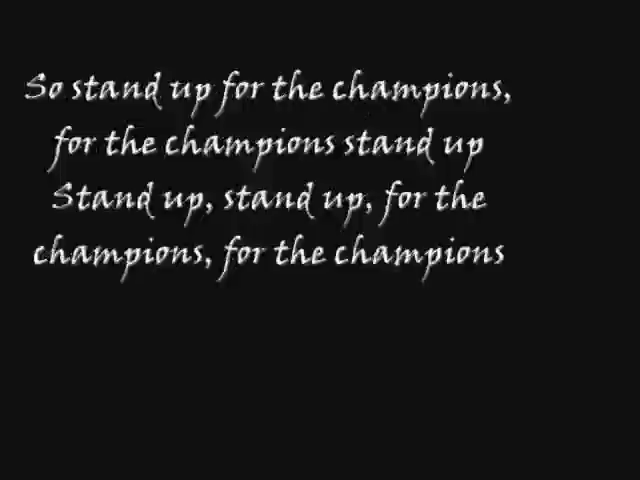 So stand up for the champions,
for the champions stand up
Stand up, stand up, for the
champions, for the champions